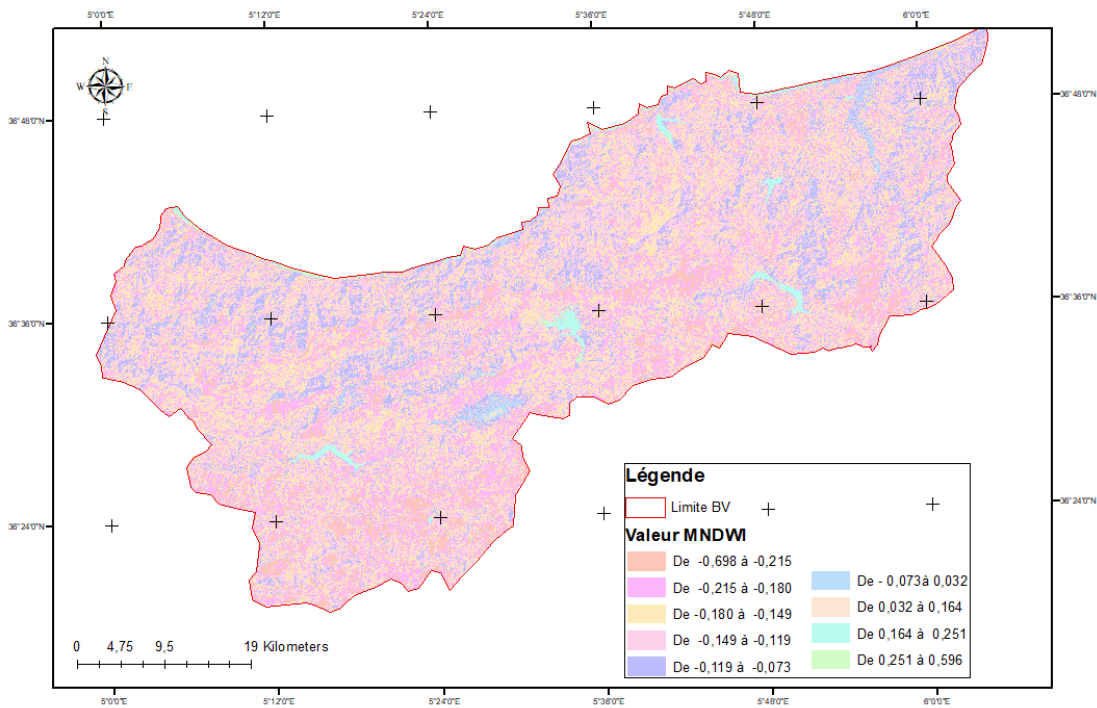 5°0'0"E 5°12'0"E 5°24'0"E 5°36'0"E 5°48'0"E 6°0'0"E
N
W E
S
36°48'0"N 36°48'0"N
36°36'0"N 36°36'0"N
36°24'0"N 36°24'0"N
Légende
Limite BV
Valeur MNDWI
De -0,698 à -0,215
De -0,215 à -0,180
De -0,180 à -0,149
De -0,149 à -0,119
De -0,119 à -0,073
De - 0,073à 0,032
De 0,032 à 0,164
De 0,164 à 0,251
De 0,251 à 0,596
0 4,75 9,5 19 Kilometers
5°0'0"E 5°12'0"E 5°24'0"E 5°36'0"E 5°48'0"E 6°0'0"E